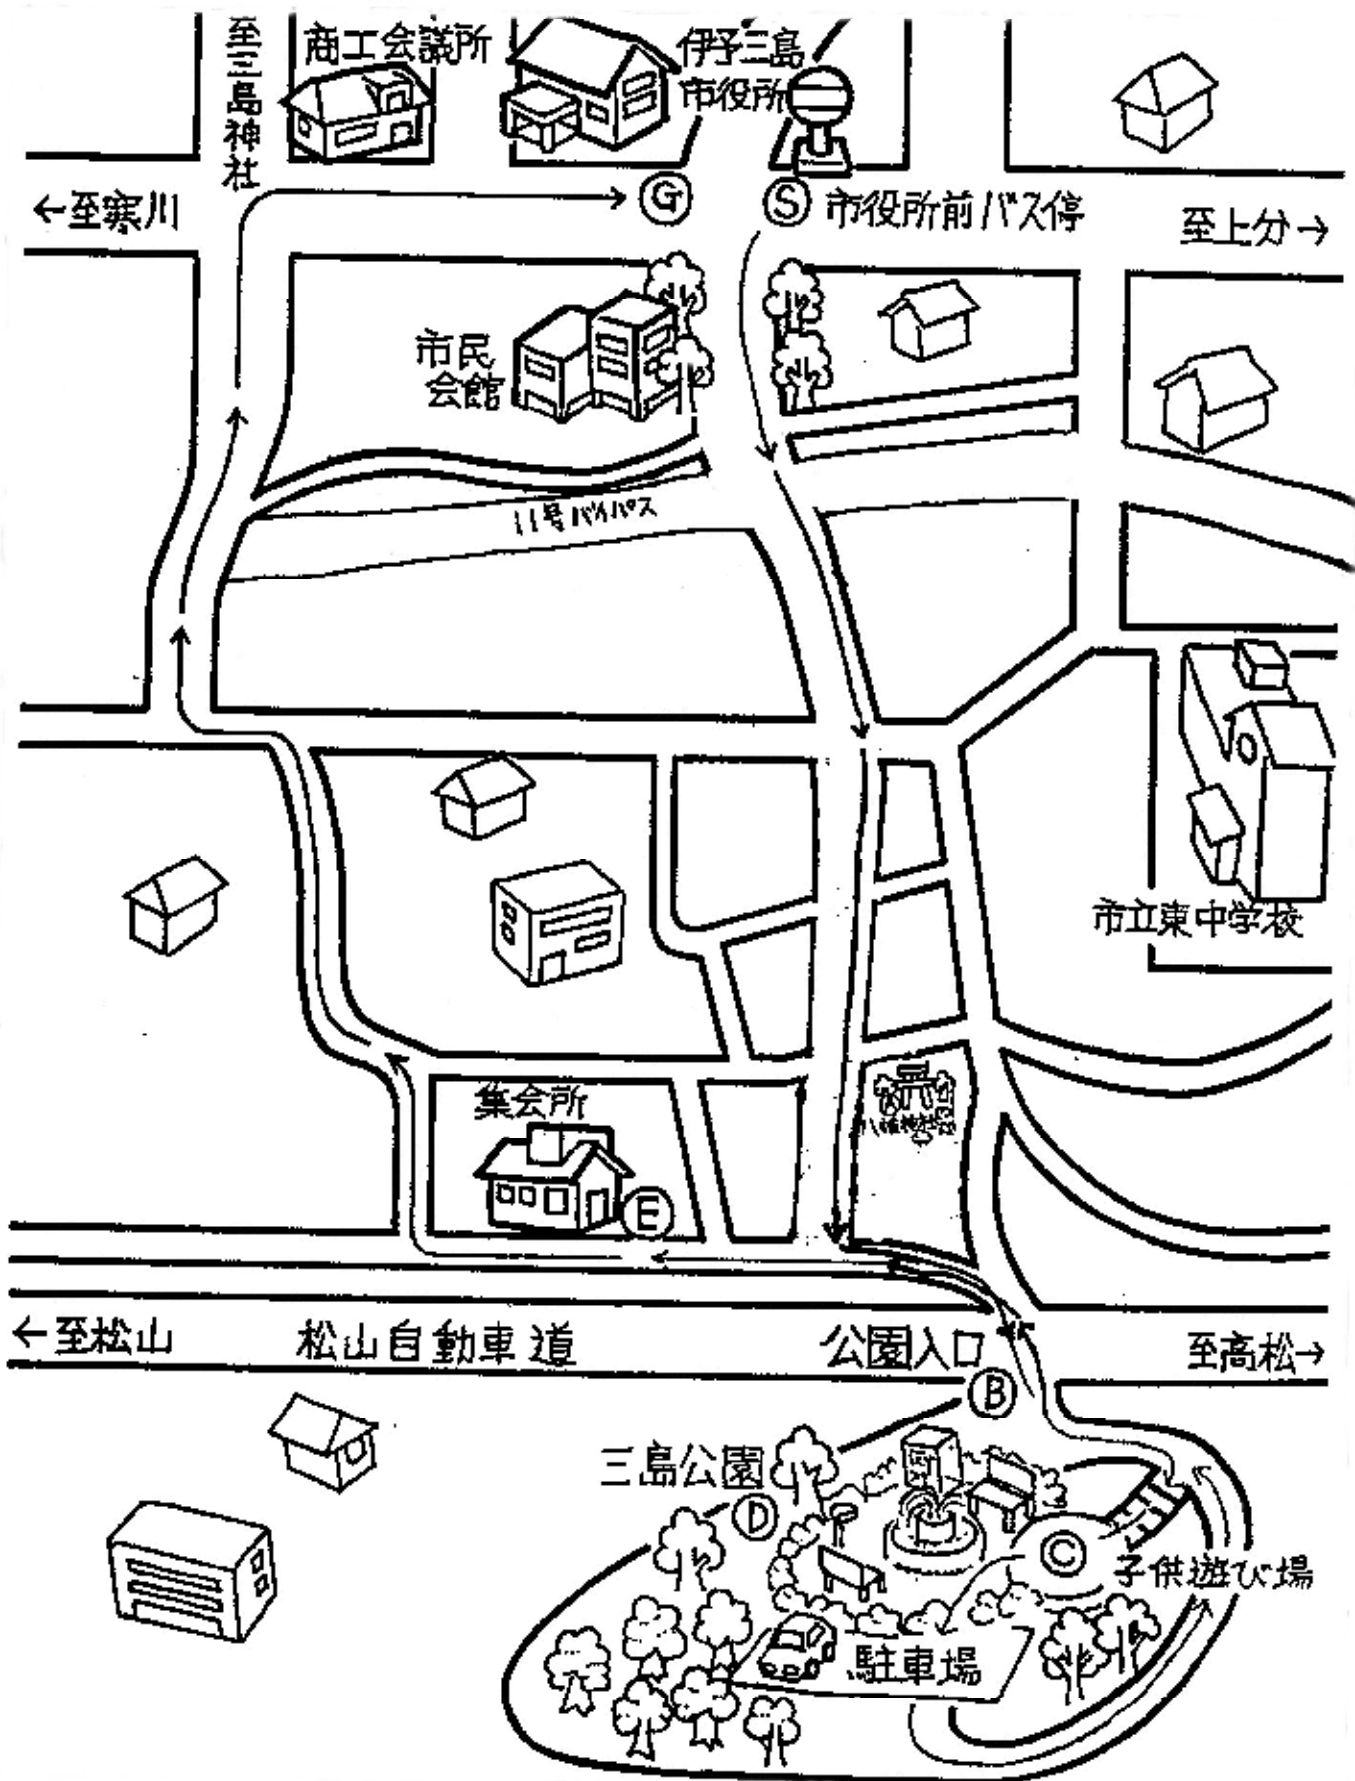 至三島神社
商工会議所
伊予三島
市役所
←至寒川
G
S
市役所前バス停
至上分→
市民
会館
11号バイパス
市立東中学校
集会所
E
←至松山
松山自動車道
公園入口
至高松→
B
三島公園
D
C
子供遊び場
駐車場